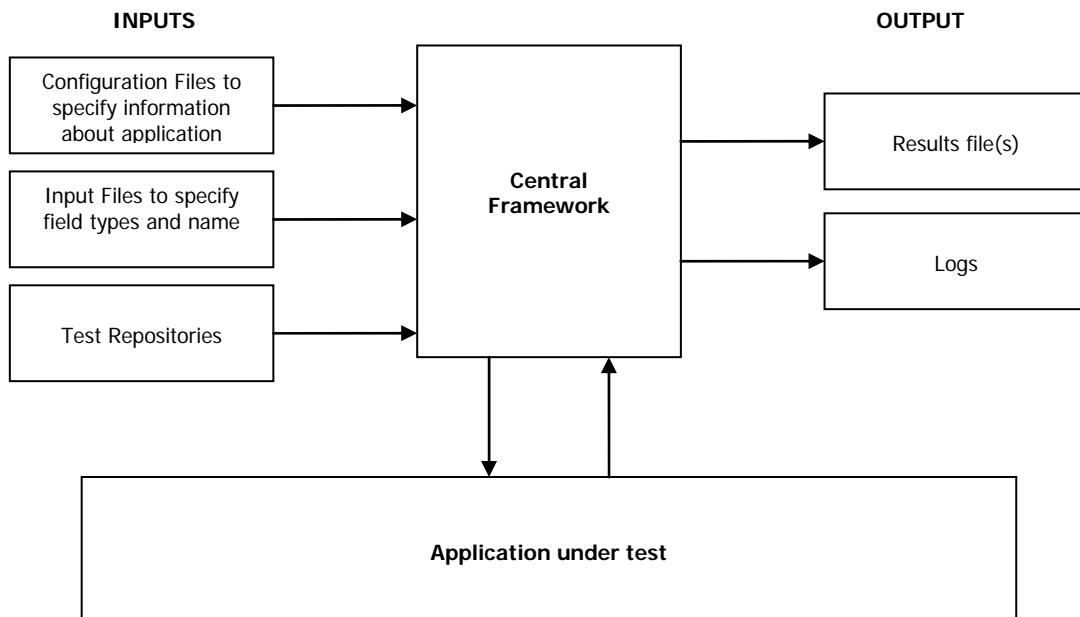 INPUTS
OUTPUT
Configuration Files to
specify information
about application
Input Files to specify
field types and name
Test Repositories
Central
Framework
Results file(s)
Logs
Application under test